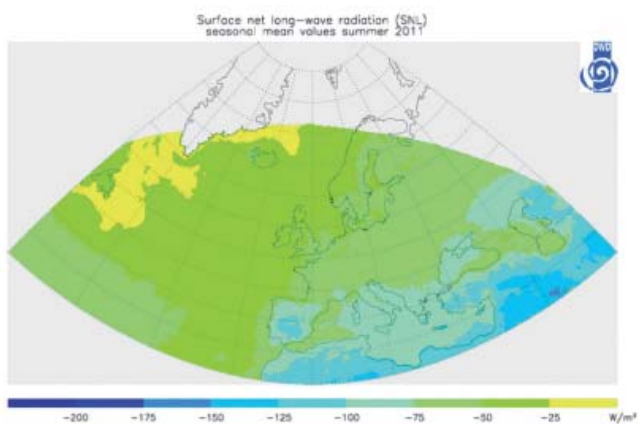 Surface net long-wave radiation (SNL)
seasonal mean values summer 2011
DWD
-200 -175 -150 -125 -100 -75 -50 -25 W/m²